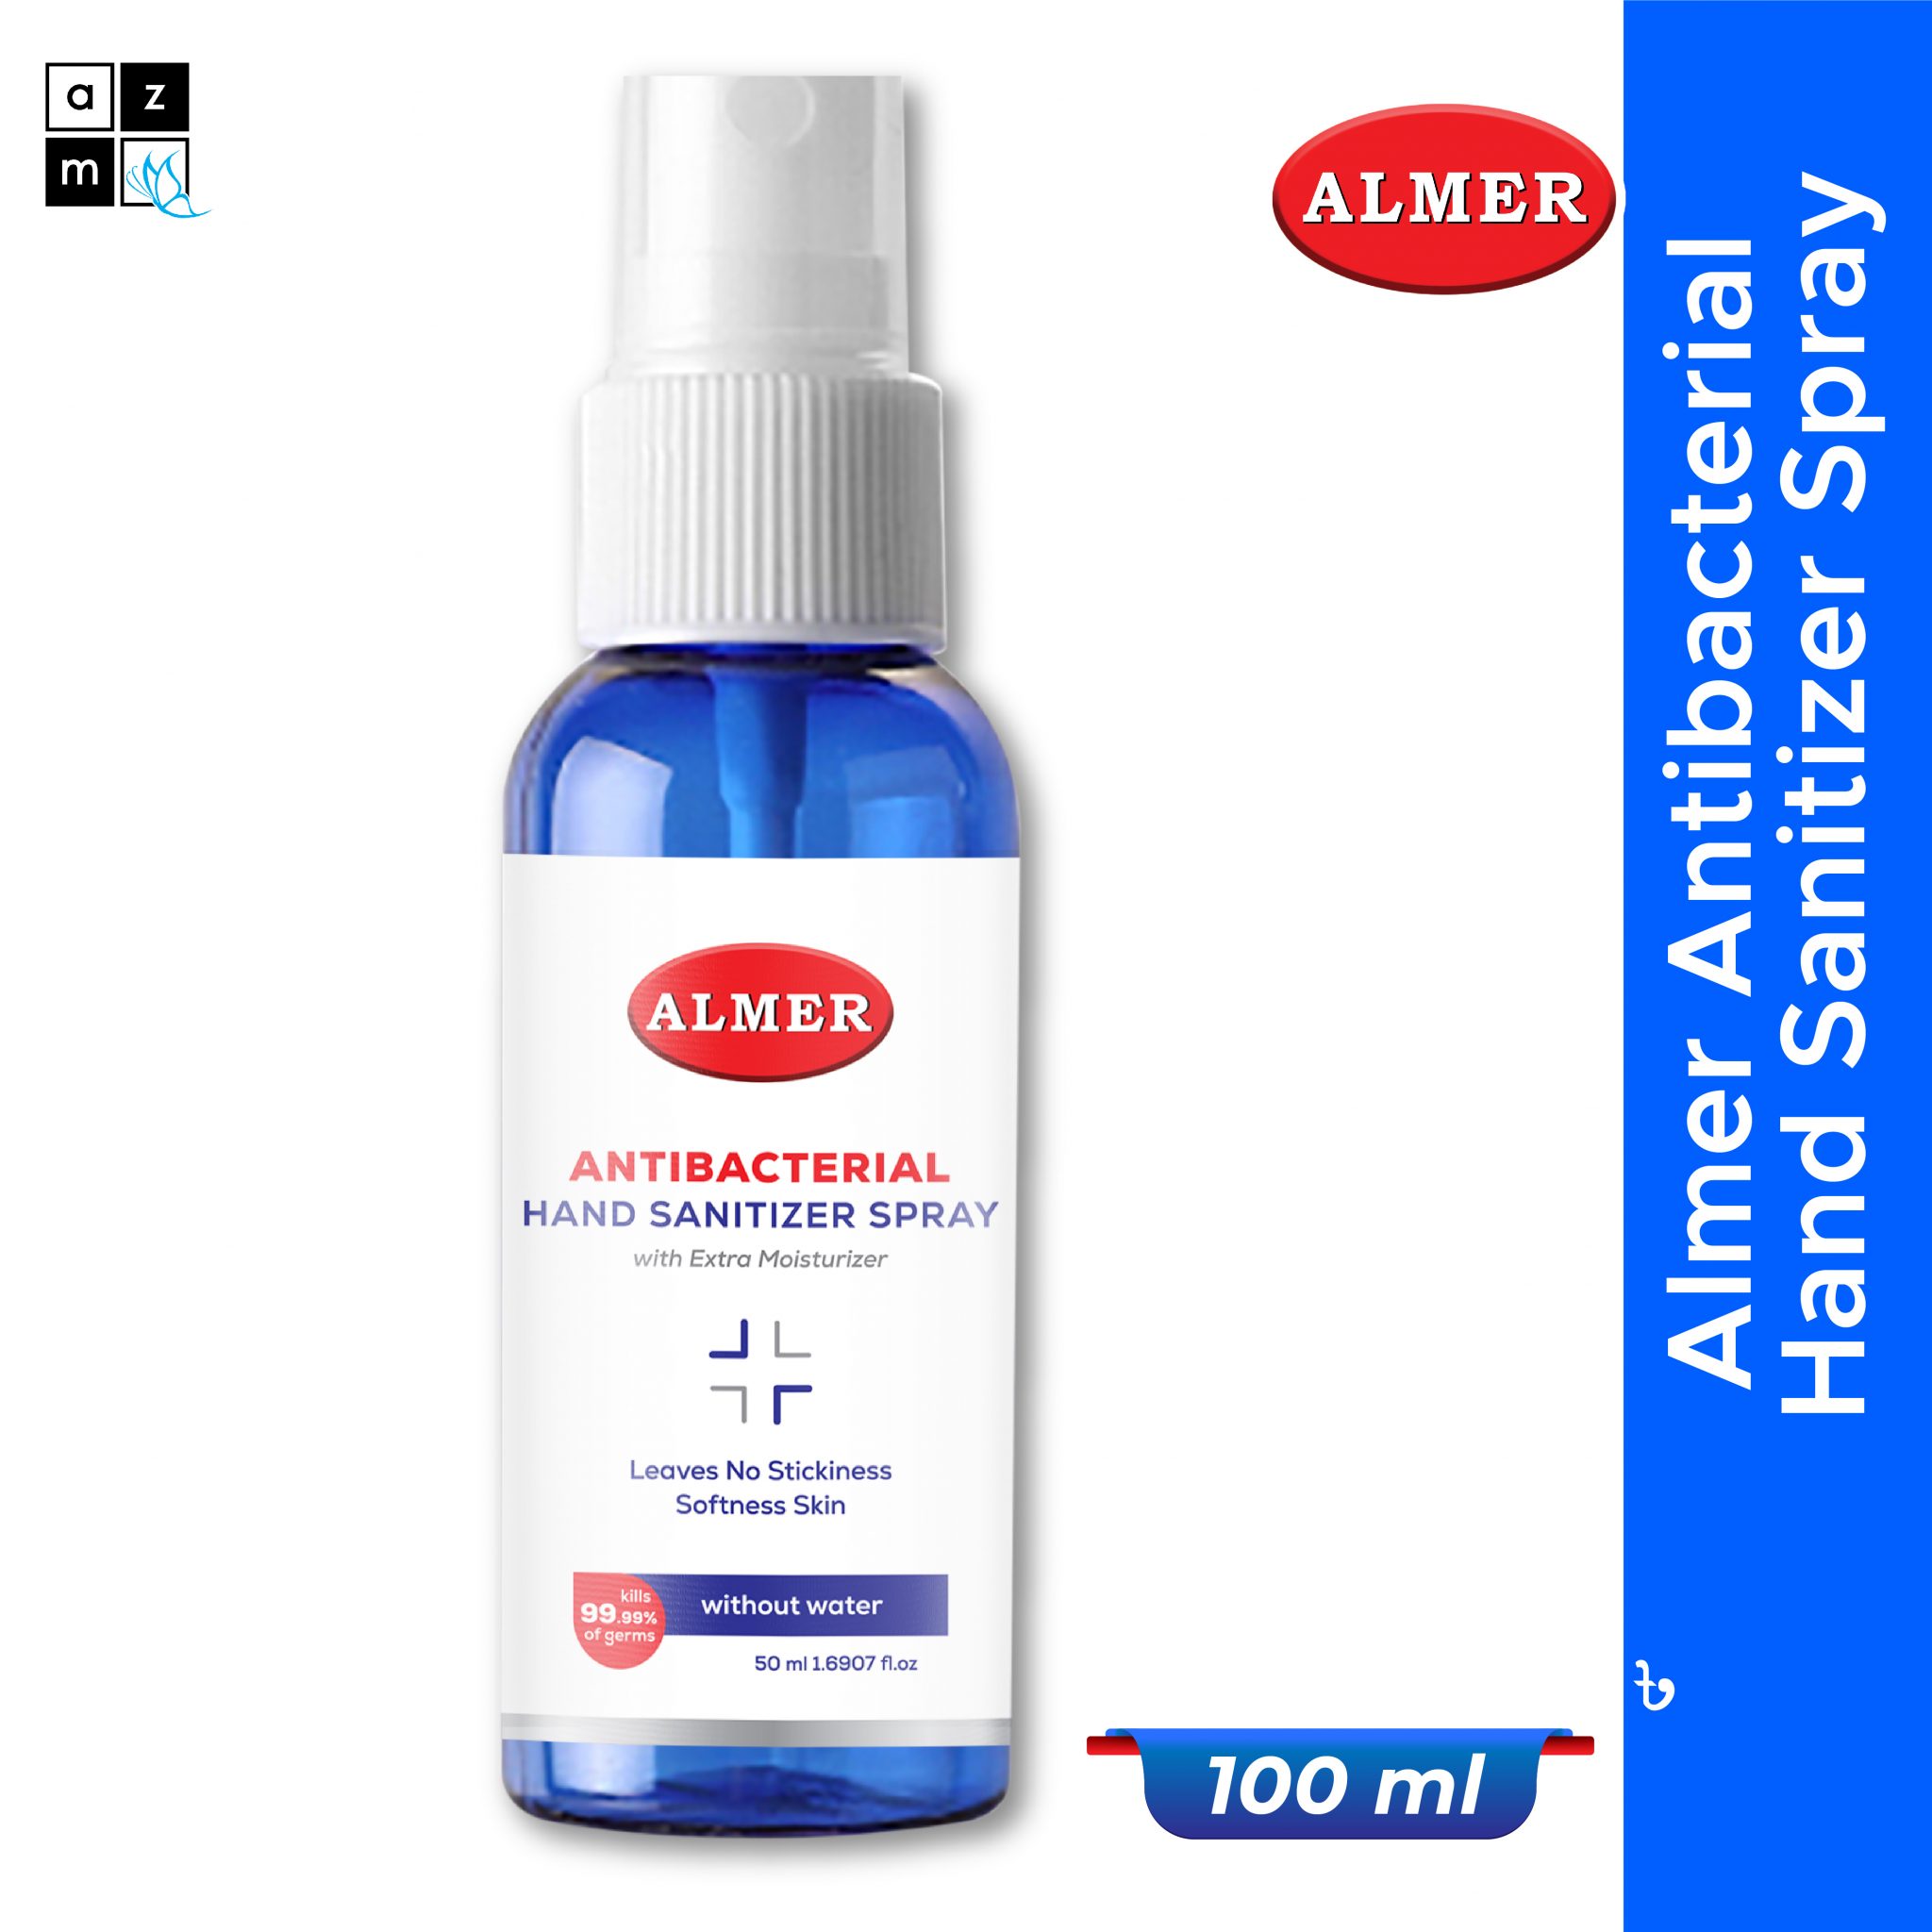 a z
m
ALMER
ALMER
ANTIBACTERIAL
HAND SANITIZER SPRAY
with Extra Moisturizer
Leaves No Stickiness
Softness Skin
kills
99.99%
of germs
without water
50 ml 1.6907 fl.oz
100 ml
Almer Antibacterial
Hand Sanitizer Spray
৳